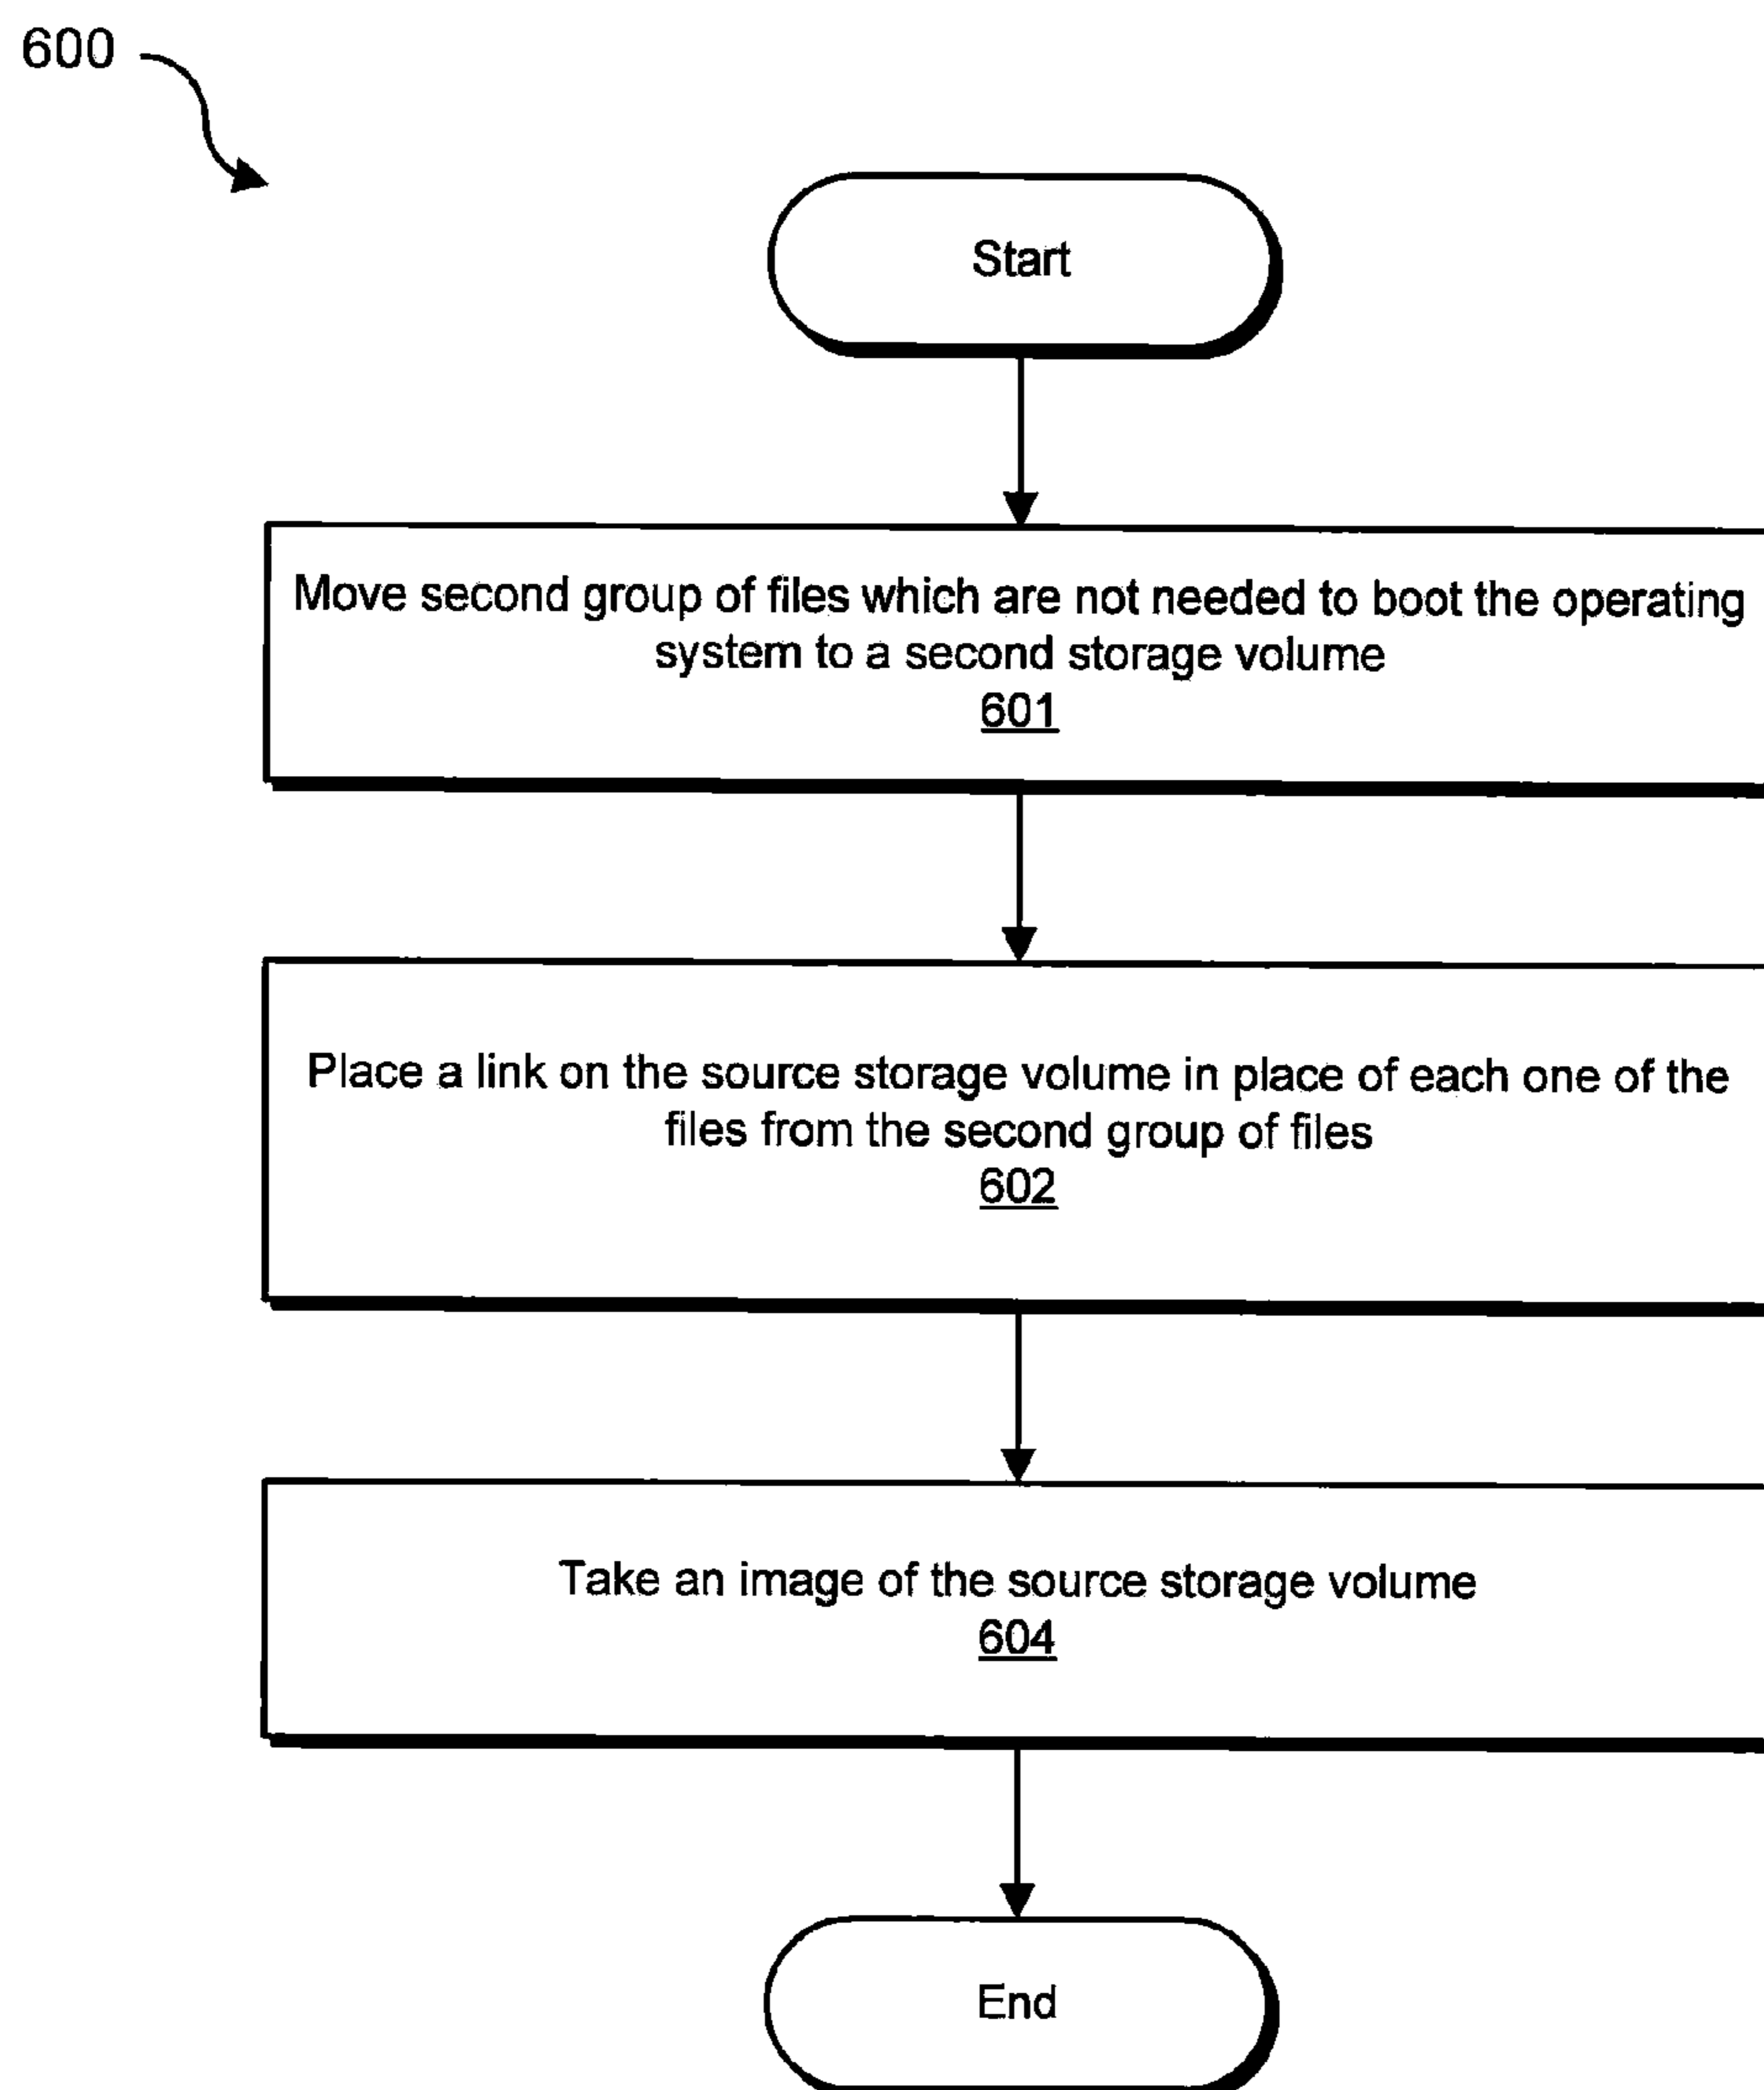 600
Start
Move second group of files which are not needed to boot the operating
system to a second storage volume
601
Place a link on the source storage volume in place of each one of the
files from the second group of files
602
Take an image of the source storage volume
604
End